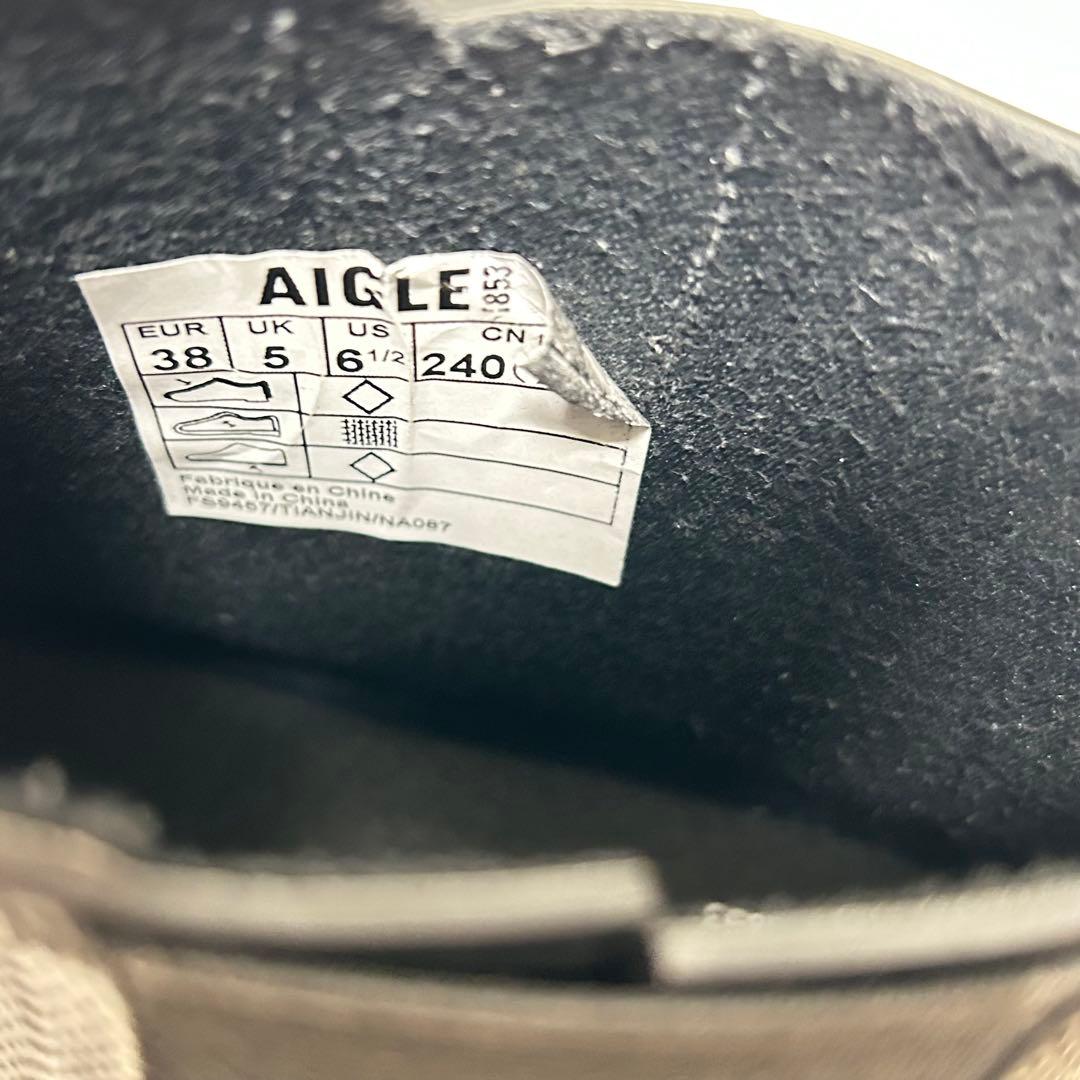 AIGLE 1853
EUR UK US CN
38 5 6 1/2 240
Fabrique en Chine
Made in China
FS9457/TIANJIN/NA087